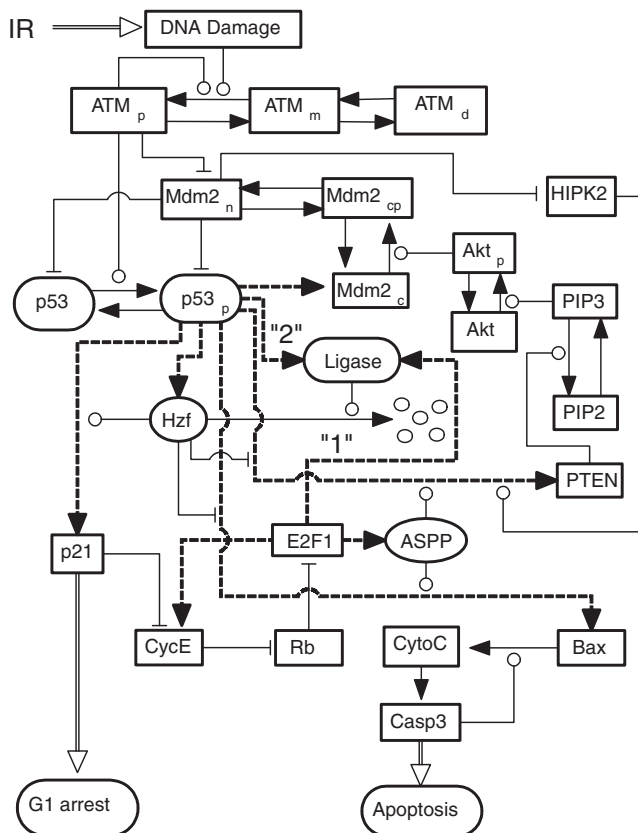 IR
DNA Damage
ATM p
ATM m
ATM d
Mdm2 n
Mdm2 cp
HIPK2
p53
p53 p
Mdm2 c
Akt p
Akt
PIP3
PIP2
"2"
Ligase
Hzf
"1"
PTEN
p21
E2F1
ASPP
CycE
Rb
CytoC
Bax
Casp3
G1 arrest
Apoptosis